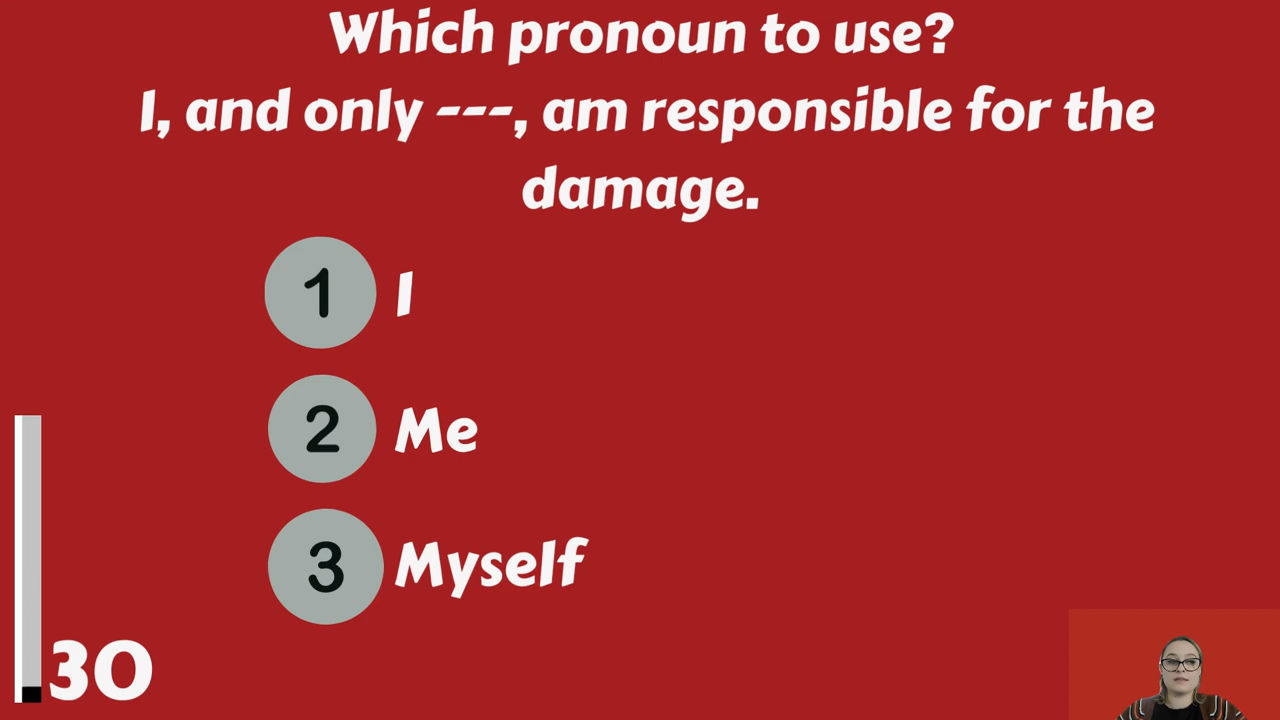 Which pronoun to use?
I, and only ---, am responsible for the
damage.
1 I
2 Me
3 Myself
30